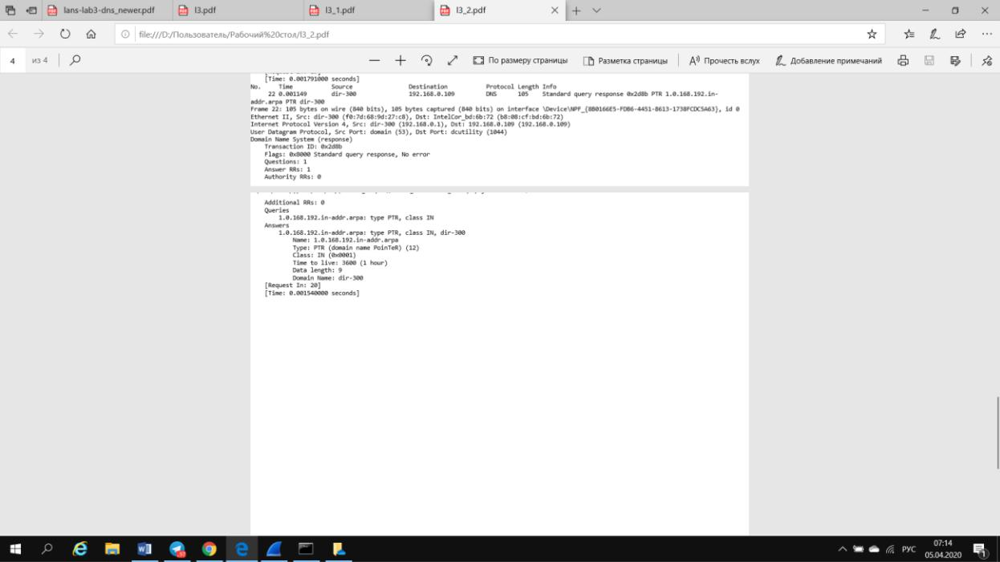 lans-lab3-dns_newer.pdf
l3.pdf
l3_1.pdf
l3_2.pdf
file:///D:/Пользователь/Рабочий%20стол/l3_2.pdf
4 из 4
По размеру страницы
Разметка страницы
Прочесть вслух
Добавление примечаний
[Time: 0.001791000 seconds]
No. Time Source Destination Protocol Length Info
22 0.001149 dir-300 192.168.0.109 DNS 105 Standard query response 0x2d8b PTR 1.0.168.192.in-
addr.arpa PTR dir-300
Frame 22: 105 bytes on wire (840 bits), 105 bytes captured (840 bits) on interface \Device\NPF_{8B0166E5-FDB6-4451-8613-1738FCDC5A63}, id 0
Ethernet II, Src: dir-300 (f0:7d:68:9d:27:c8), Dst: IntelCor_bd:6b:72 (b8:08:cf:bd:6b:72)
Internet Protocol Version 4, Src: dir-300 (192.168.0.1), Dst: 192.168.0.109 (192.168.0.109)
User Datagram Protocol, Src Port: domain (53), Dst Port: dcutility (1044)
Domain Name System (response)
Transaction ID: 0x2d8b
Flags: 0x8000 Standard query response, No error
Questions: 1
Answer RRs: 1
Authority RRs: 0
Additional RRs: 0
Queries
1.0.168.192.in-addr.arpa: type PTR, class IN
Answers
1.0.168.192.in-addr.arpa: type PTR, class IN, dir-300
Name: 1.0.168.192.in-addr.arpa
Type: PTR (domain name PoinTeR) (12)
Class: IN (0x0001)
Time to live: 3600 (1 hour)
Data length: 9
Domain Name: dir-300
[Request In: 20]
[Time: 0.001540000 seconds]
РУС
07:14
05.04.2020